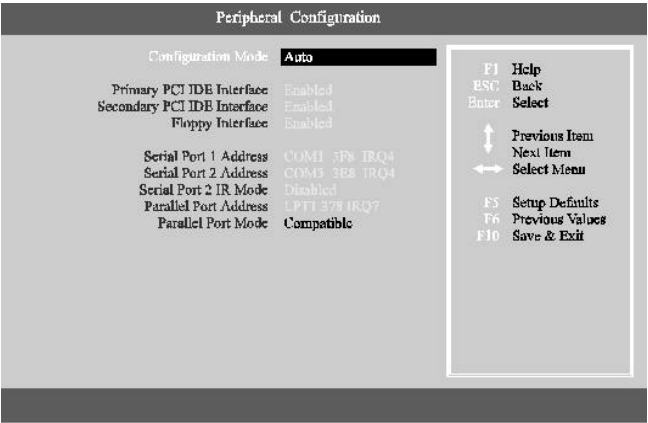 Peripheral Configuration
Configuration Mode Auto
Primary PCI IDE Interface Enabled
Secondary PCI IDE Interface Enabled
Floppy Interface Enabled
Serial Port 1 Address COM1 3F8 IRQ4
Serial Port 2 Address COM3 3E8 IRQ4
Serial Port 2 IR Mode Disabled
Parallel Port Address LPT1 378 IRQ7
Parallel Port Mode Compatible
F1 Help
ESC Back
Enter Select
Previous Item
Next Item
Select Menu
F5 Setup Defaults
F6 Previous Values
F10 Save & Exit